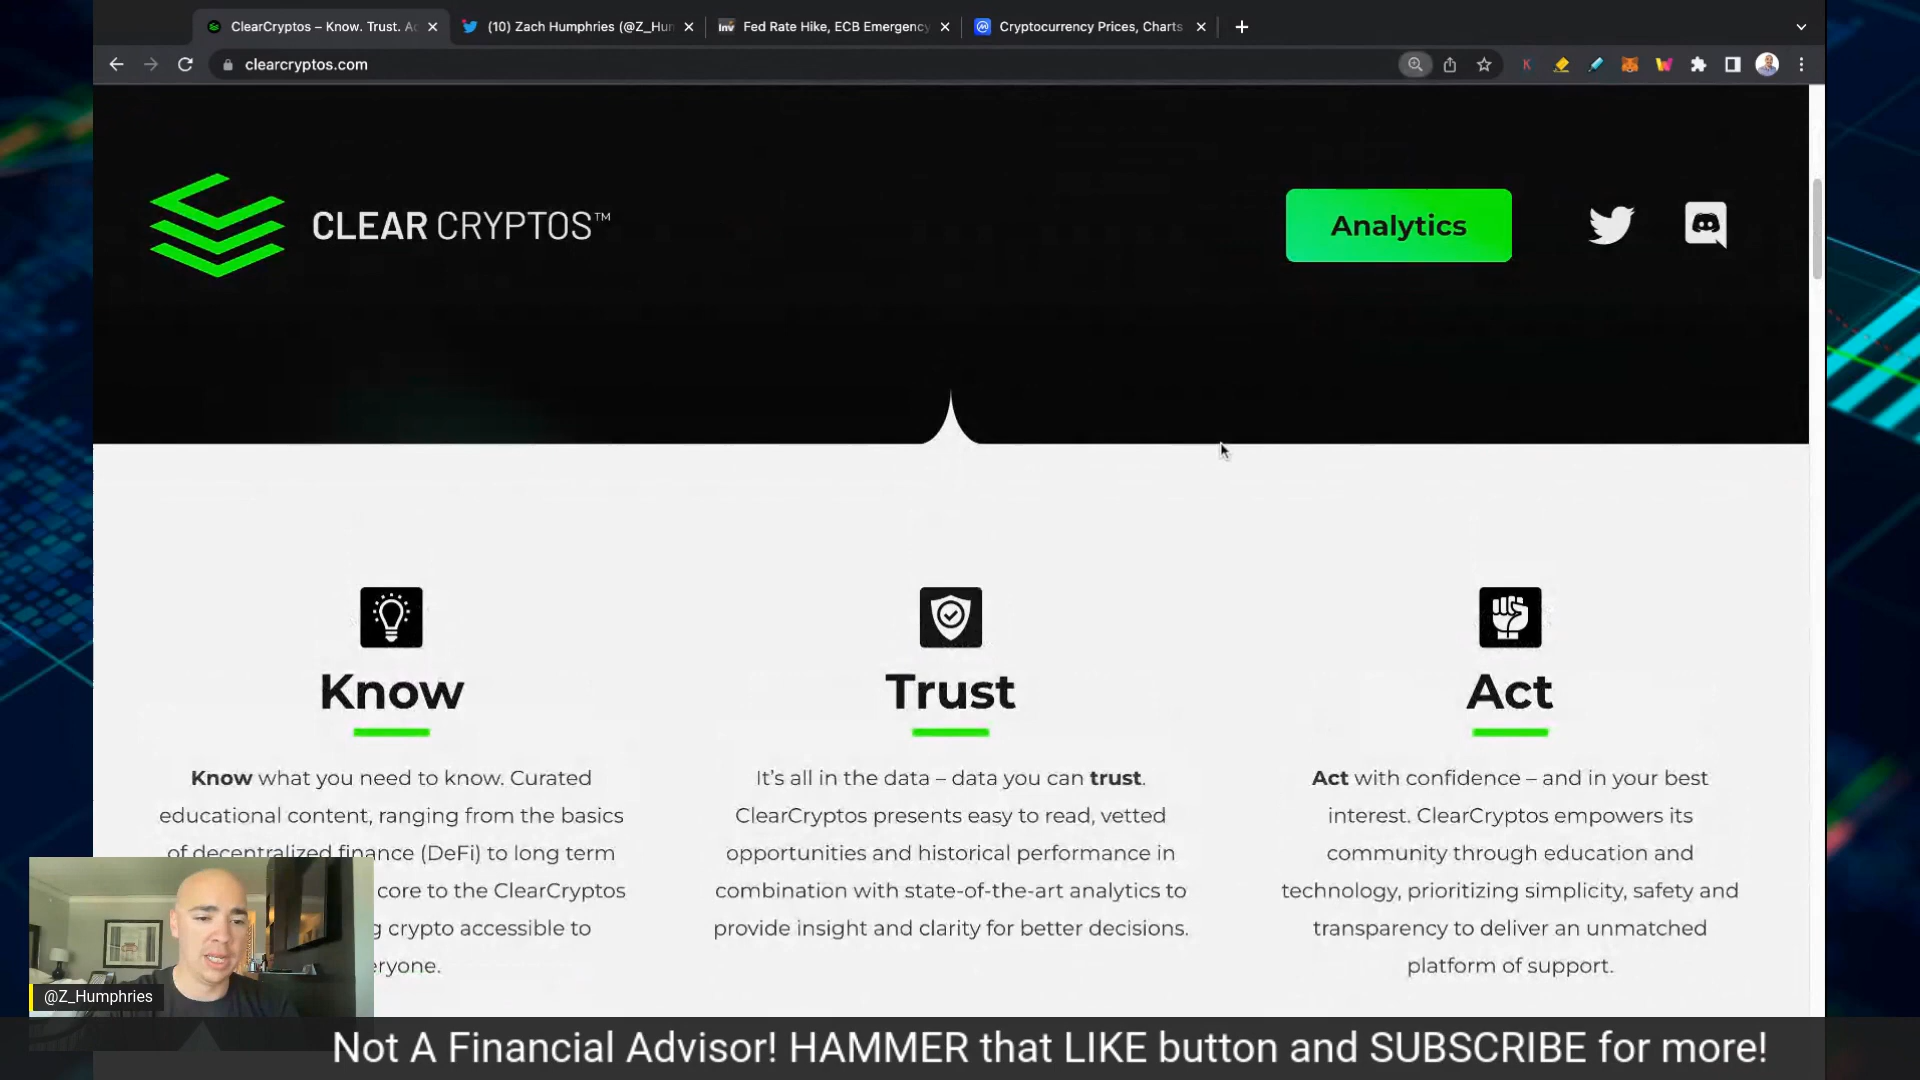 ClearCryptos – Know. Trust. Ac
(10) Zach Humphries (@Z_Hun
Fed Rate Hike, ECB Emergency
Cryptocurrency Prices, Charts
clearcryptos.com
CLEAR CRYPTOS™
Analytics
Know
Know what you need to know. Curated
educational content, ranging from the basics
of decentralized finance (DeFi) to long term
core to the ClearCryptos
g crypto accessible to
eryone.
Trust
It's all in the data – data you can trust.
ClearCryptos presents easy to read, vetted
opportunities and historical performance in
combination with state-of-the-art analytics to
provide insight and clarity for better decisions.
Act
Act with confidence – and in your best
interest. ClearCryptos empowers its
community through education and
technology, prioritizing simplicity, safety and
transparency to deliver an unmatched
platform of support.
@Z_Humphries
Not A Financial Advisor! HAMMER that LIKE button and SUBSCRIBE for more!